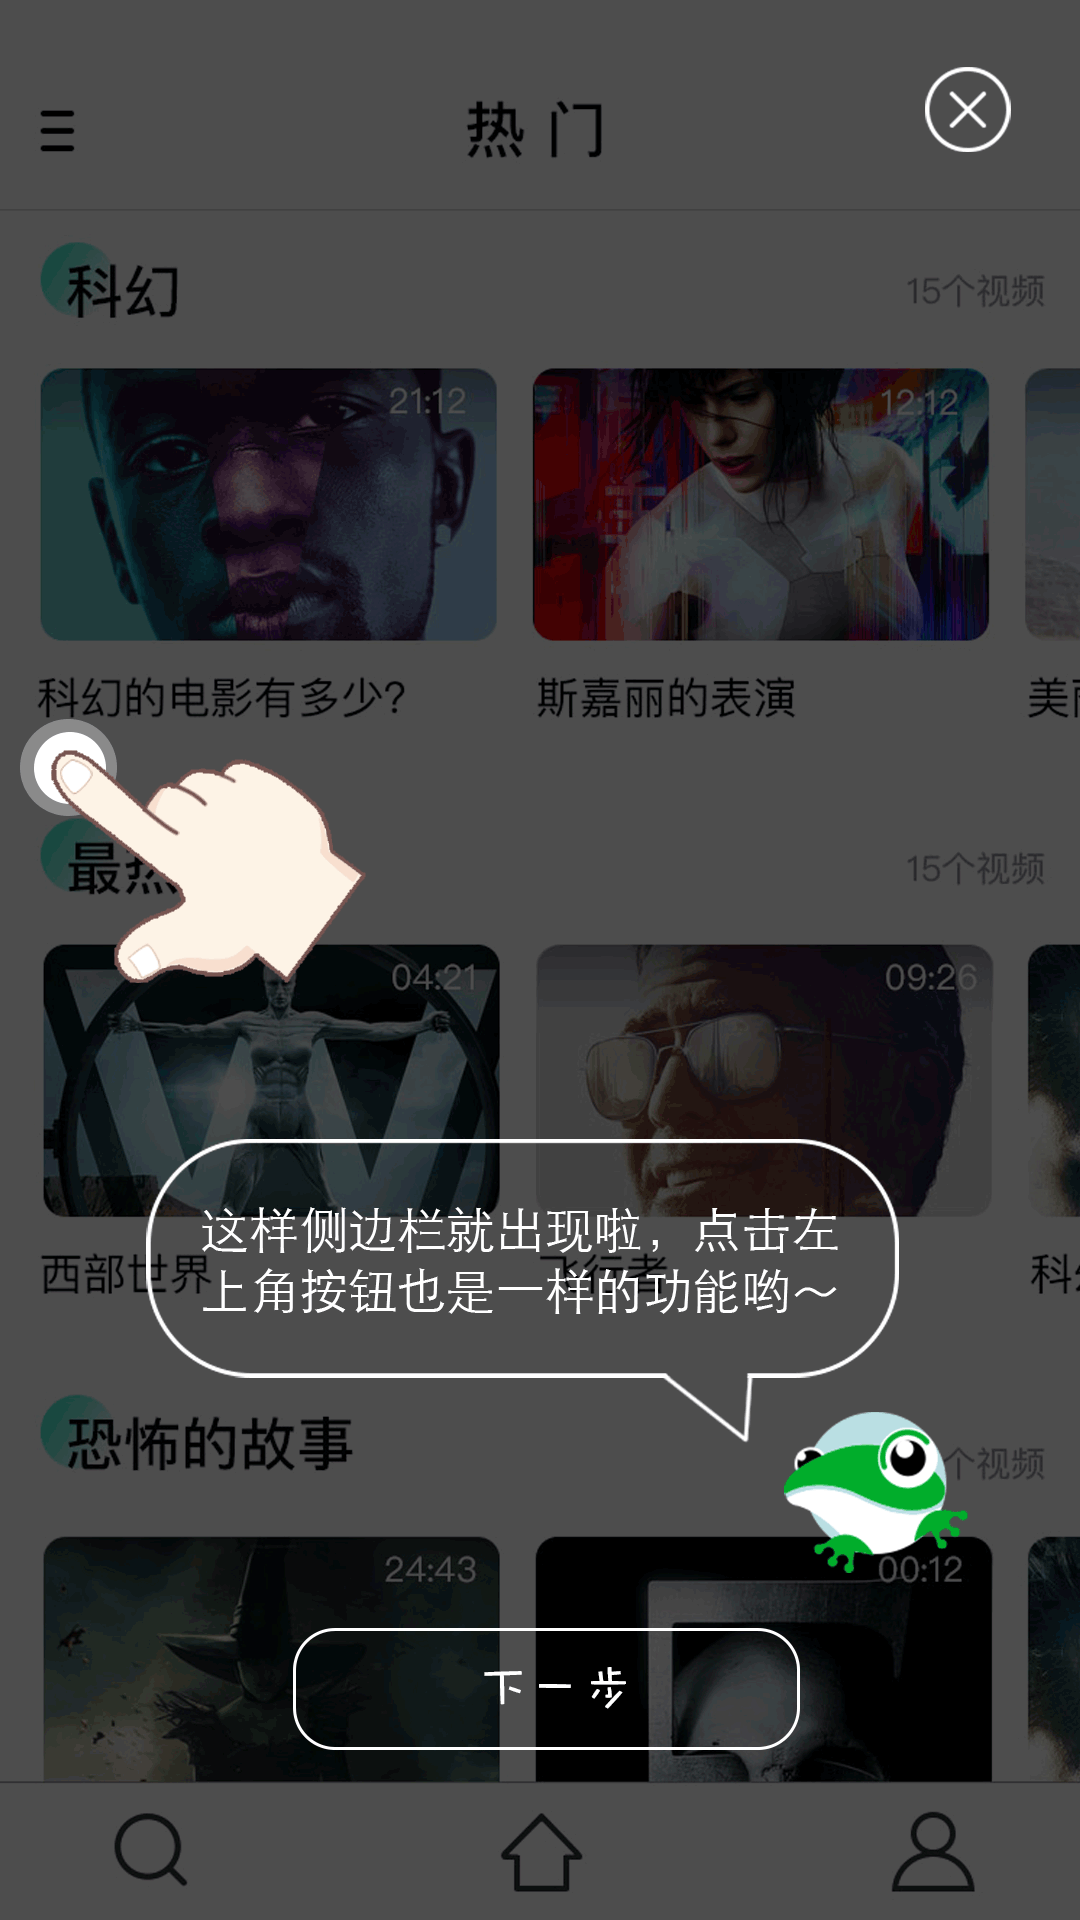 热门
科幻
15个视频
21:12
12:12
科幻的电影有多少?
斯嘉丽的表演
美
最热
15个视频
04:21
09:26
西部世界
飞行者
科幻
这样侧边栏就出现啦，点击左
上角按钮也是一样的功能哟～
恐怖的故事
个视频
24:43
00:12
下一步